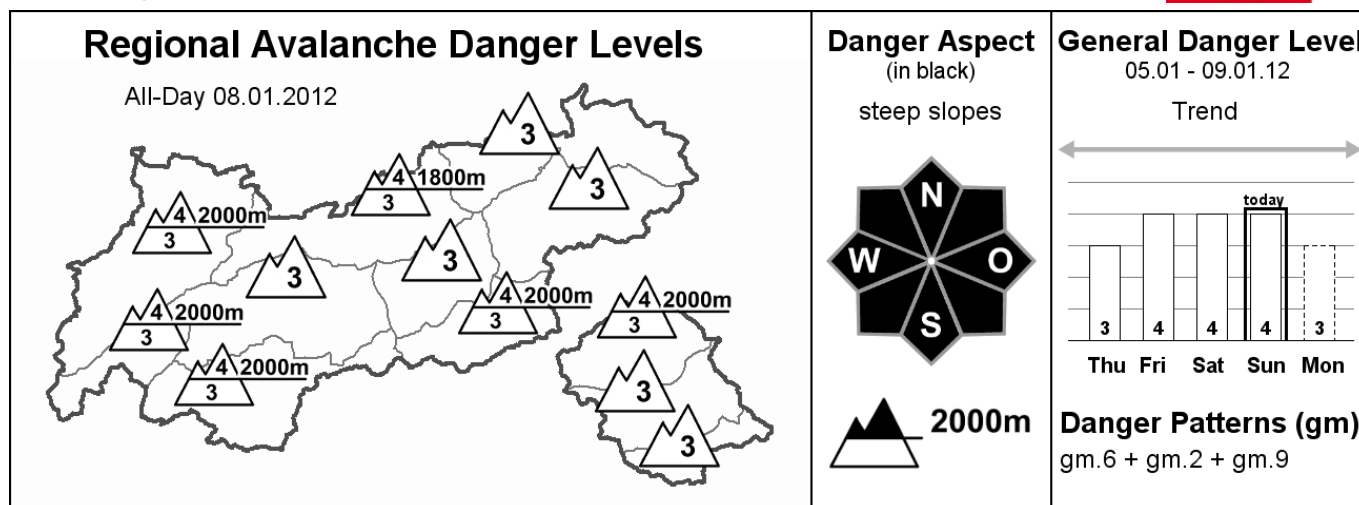 Regional Avalanche Danger Levels
All-Day 08.01.2012
3
3
4 1800m
3
4 2000m
3
3
3
4 2000m
3
4 2000m
3
4 2000m
3
4 2000m
3
3
3
Danger Aspect
(in black)
steep slopes
N
W
O
S
2000m
General Danger Level
05.01 - 09.01.12
Trend
today
3 4 4 4 3
Thu Fri Sat Sun Mon
Danger Patterns (gm)
gm.6 + gm.2 + gm.9